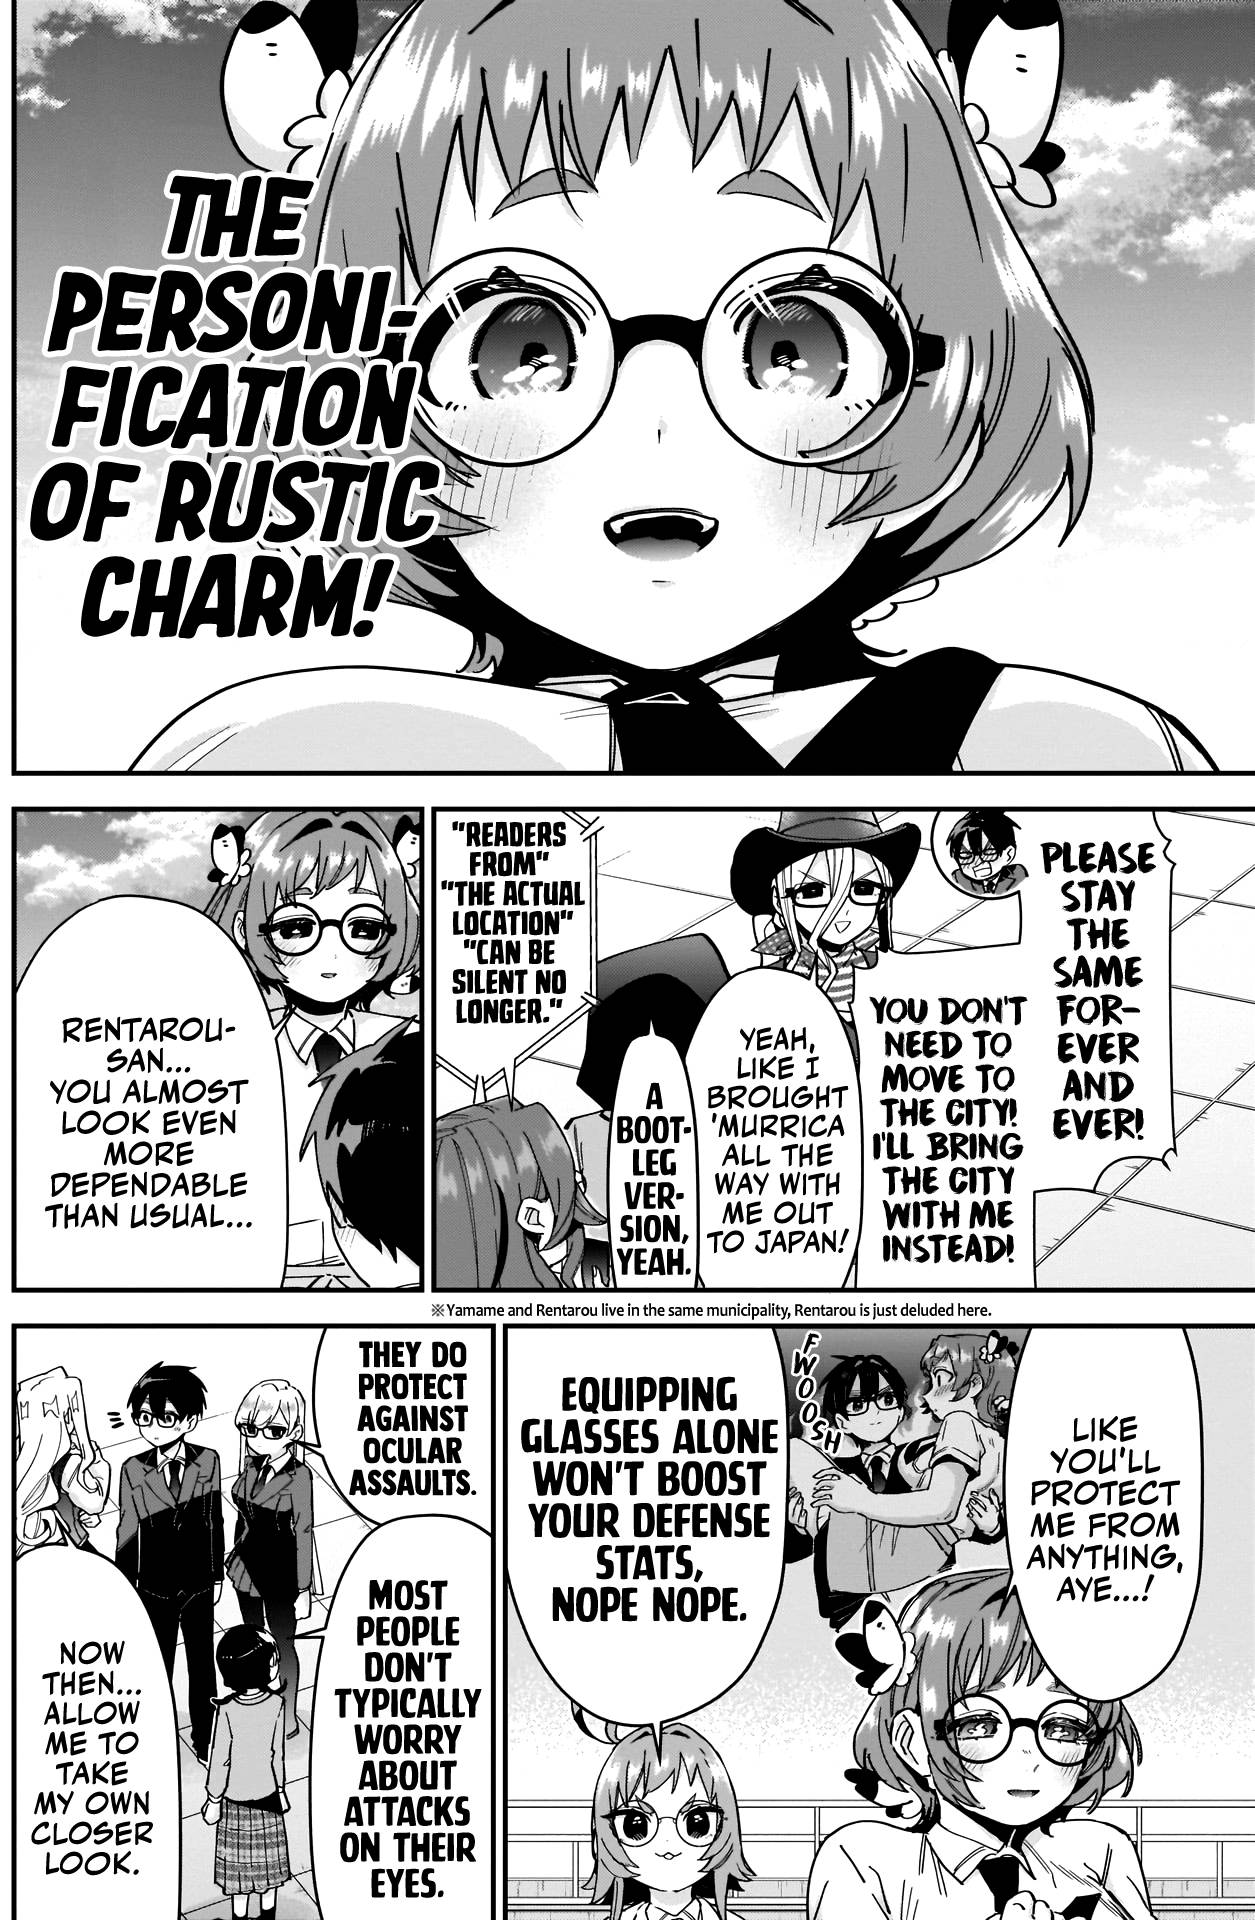 THE
PERSONI-
FICATION
OF RUSTIC
CHARM!
PLEASE
STAY
THE
SAME
FOR-
EVER
AND
EVER!
YOU DON'T
NEED TO
MOVE TO
THE CITY!
I'LL BRING
THE CITY
WITH ME
INSTEAD!
YEAH,
LIKE I
BROUGHT
'MURRICA
ALL THE
WAY WITH
ME OUT
TO JAPAN!
A
BOOT-
LEG
VER-
SION,
YEAH.
"READERS
FROM"
"THE ACTUAL
LOCATION"
"CAN BE
SILENT NO
LONGER."
RENTAROU-
SAN...
YOU ALMOST
LOOK EVEN
MORE
DEPENDABLE
THAN USUAL...
※Yamame and Rentarou live in the same municipality, Rentarou is just deluded here.
LIKE
YOU'LL
PROTECT
ME FROM
ANYTHING,
AYE...!
FWOOSH
EQUIPPING
GLASSES ALONE
WON'T BOOST
YOUR DEFENSE
STATS,
NOPE NOPE.
THEY DO
PROTECT
AGAINST
OCULAR
ASSAULTS.
MOST
PEOPLE
DON'T
TYPICALLY
WORRY
ABOUT
ATTACKS
ON THEIR
EYES.
NOW
THEN...
ALLOW
ME TO
TAKE
MY OWN
CLOSER
LOOK.